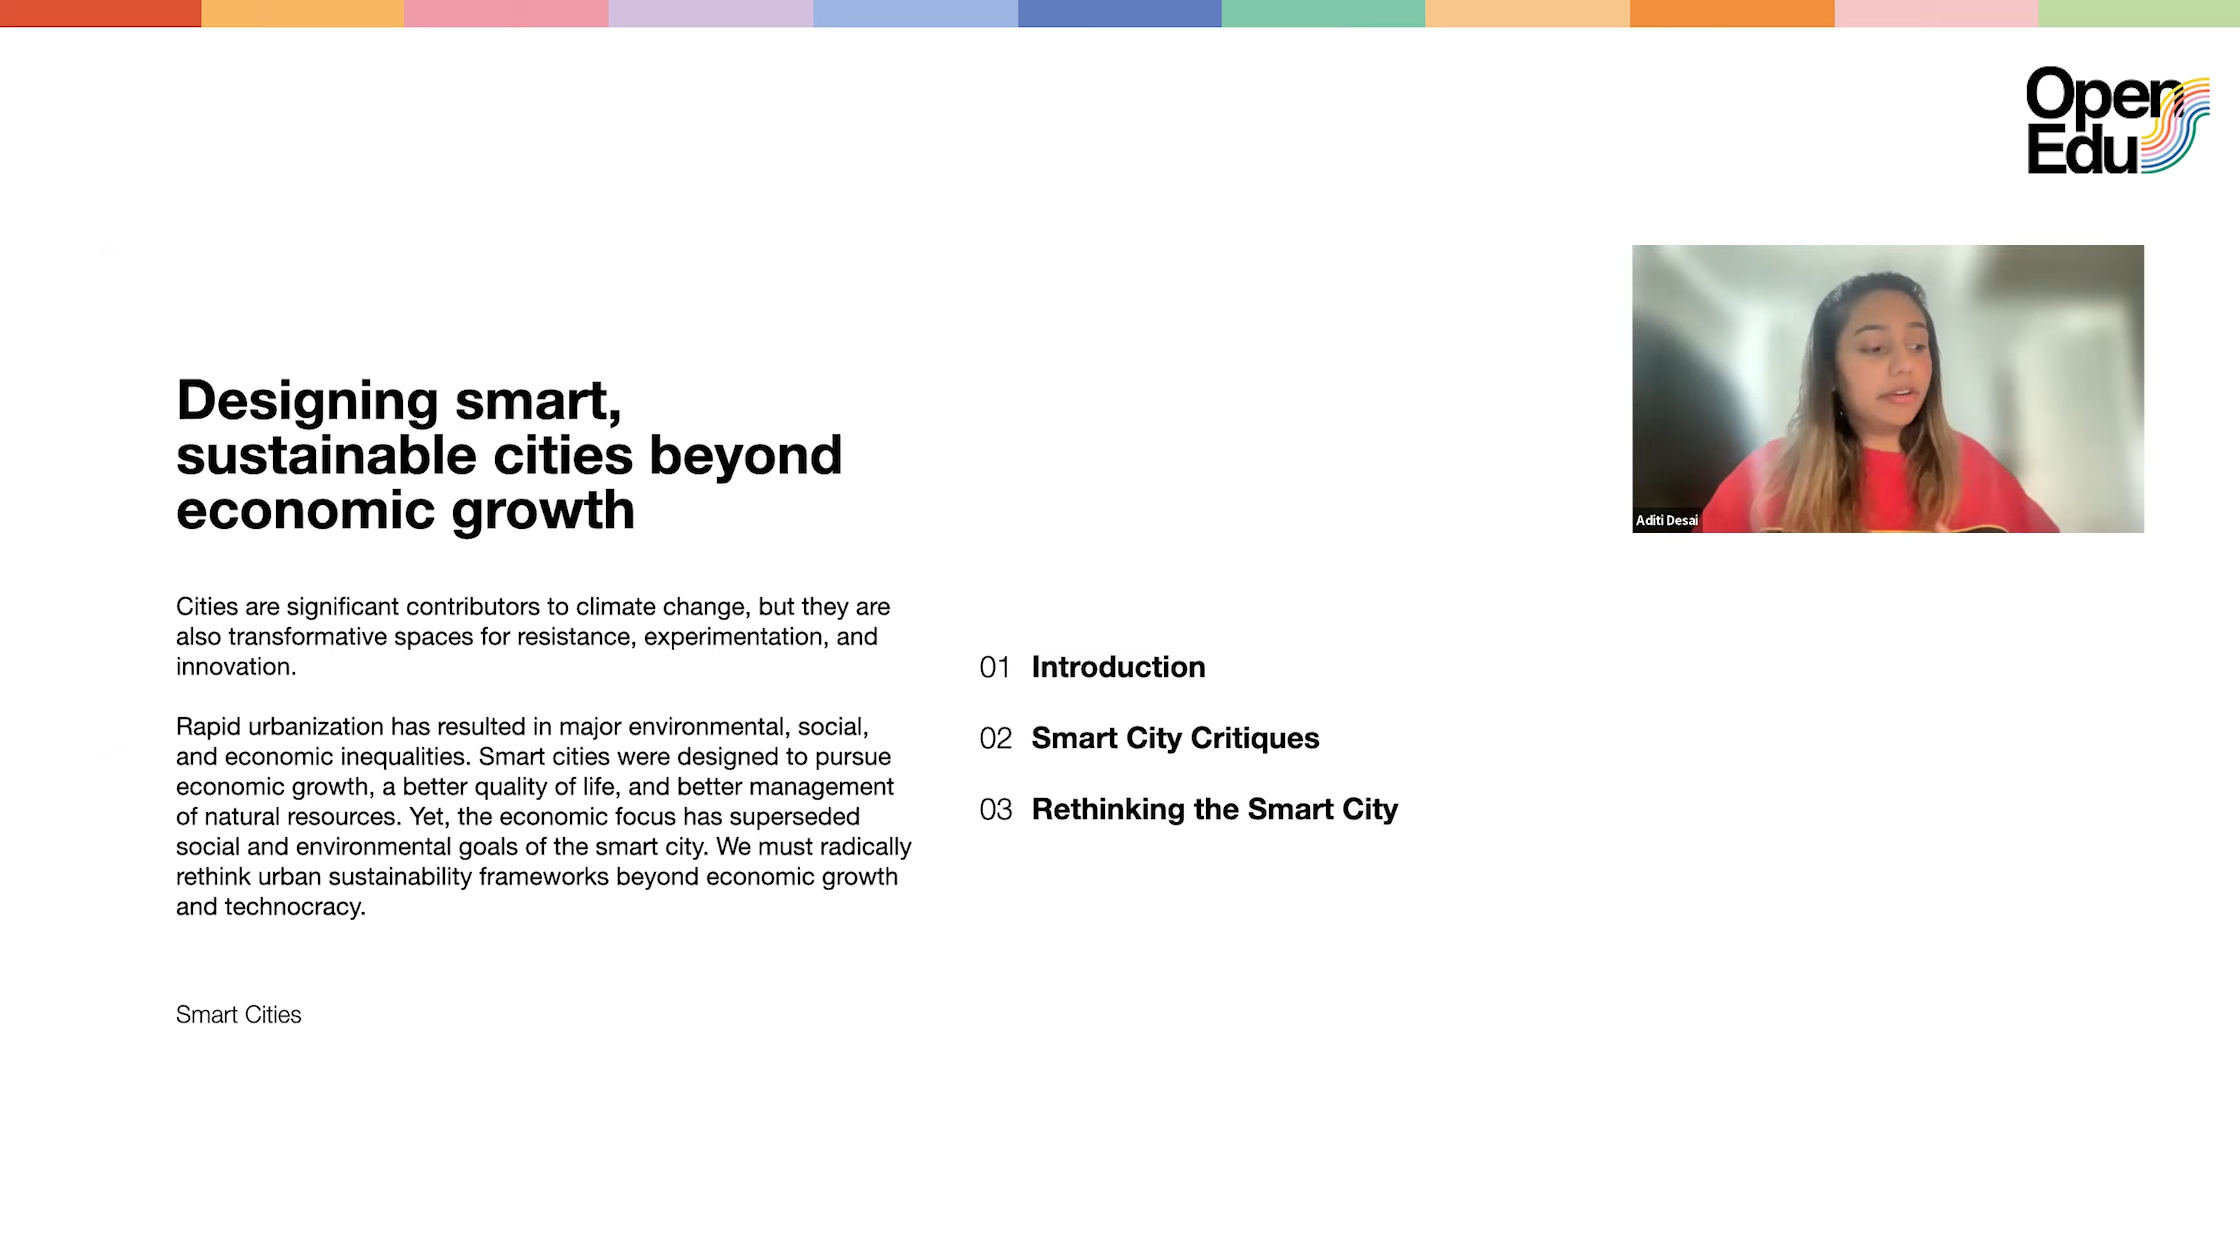 Open
Edu
Designing smart,
sustainable cities beyond
economic growth
Cities are significant contributors to climate change, but they are
also transformative spaces for resistance, experimentation, and
innovation.
Rapid urbanization has resulted in major environmental, social,
and economic inequalities. Smart cities were designed to pursue
economic growth, a better quality of life, and better management
of natural resources. Yet, the economic focus has superseded
social and environmental goals of the smart city. We must radically
rethink urban sustainability frameworks beyond economic growth
and technocracy.
Smart Cities
01 Introduction
02 Smart City Critiques
03 Rethinking the Smart City
Aditi Desai